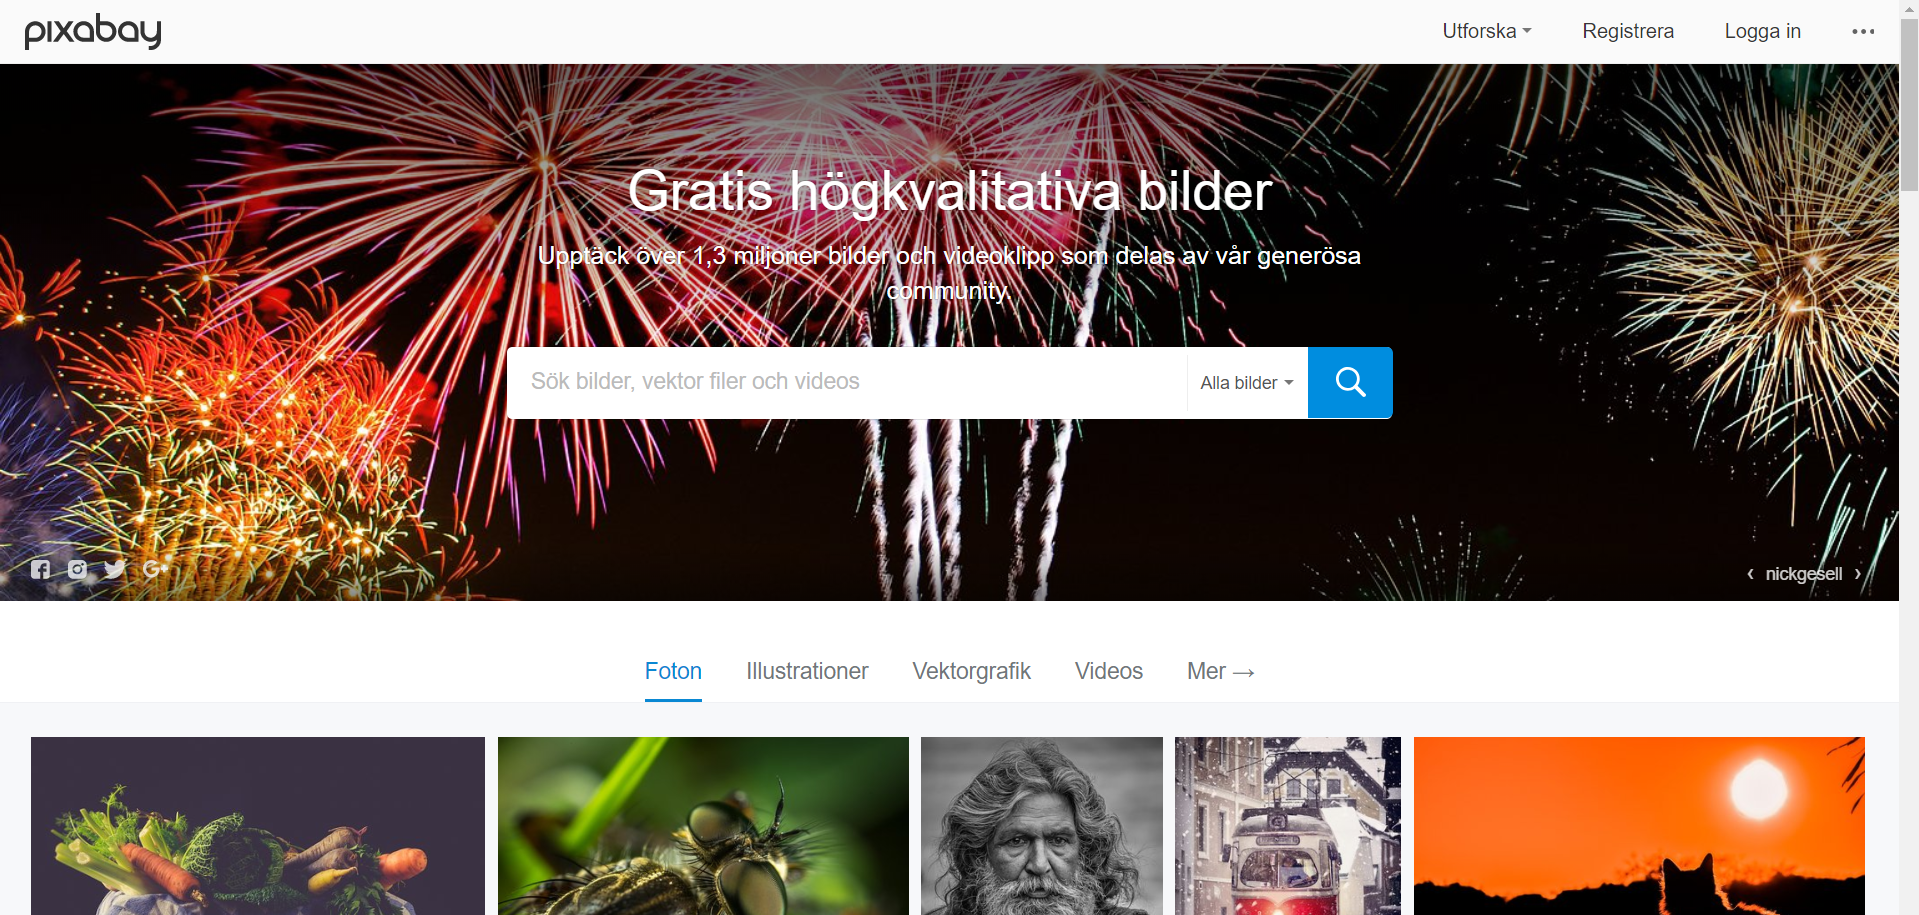 pixabay
Utforska
Registrera
Logga in
Gratis högkvalitativa bilder
Upptäck över 1,3 miljoner bilder och videoklipp som delas av vår generösa
community.
Sök bilder, vektor filer och videos
Alla bilder
G+
‹ nickgesell ›
Foton
Illustrationer
Vektorgrafik
Videos
Mer →